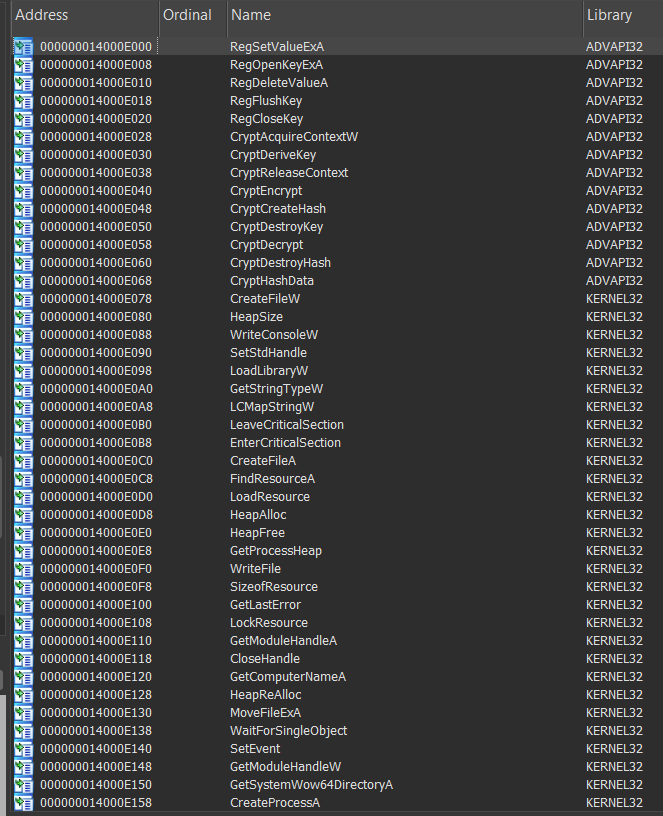 Address Ordinal Name Library
000000014000E000 RegSetValueExA ADVAPI32
000000014000E008 RegOpenKeyExA ADVAPI32
000000014000E010 RegDeleteValueA ADVAPI32
000000014000E018 RegFlushKey ADVAPI32
000000014000E020 RegCloseKey ADVAPI32
000000014000E028 CryptAcquireContextW ADVAPI32
000000014000E030 CryptDeriveKey ADVAPI32
000000014000E038 CryptReleaseContext ADVAPI32
000000014000E040 CryptEncrypt ADVAPI32
000000014000E048 CryptCreateHash ADVAPI32
000000014000E050 CryptDestroyKey ADVAPI32
000000014000E058 CryptDecrypt ADVAPI32
000000014000E060 CryptDestroyHash ADVAPI32
000000014000E068 CryptHashData ADVAPI32
000000014000E078 CreateFileW KERNEL32
000000014000E080 HeapSize KERNEL32
000000014000E088 WriteConsoleW KERNEL32
000000014000E090 SetStdHandle KERNEL32
000000014000E098 LoadLibraryW KERNEL32
000000014000E0A0 GetStringTypeW KERNEL32
000000014000E0A8 LCMapStringW KERNEL32
000000014000E0B0 LeaveCriticalSection KERNEL32
000000014000E0B8 EnterCriticalSection KERNEL32
000000014000E0C0 CreateFileA KERNEL32
000000014000E0C8 FindResourceA KERNEL32
000000014000E0D0 LoadResource KERNEL32
000000014000E0D8 HeapAlloc KERNEL32
000000014000E0E0 HeapFree KERNEL32
000000014000E0E8 GetProcessHeap KERNEL32
000000014000E0F0 WriteFile KERNEL32
000000014000E0F8 SizeofResource KERNEL32
000000014000E100 GetLastError KERNEL32
000000014000E108 LockResource KERNEL32
000000014000E110 GetModuleHandleA KERNEL32
000000014000E118 CloseHandle KERNEL32
000000014000E120 GetComputerNameA KERNEL32
000000014000E128 HeapReAlloc KERNEL32
000000014000E130 MoveFileExA KERNEL32
000000014000E138 WaitForSingleObject KERNEL32
000000014000E140 SetEvent KERNEL32
000000014000E148 GetModuleHandleW KERNEL32
000000014000E150 GetSystemWow64DirectoryA KERNEL32
000000014000E158 CreateProcessA KERNEL32